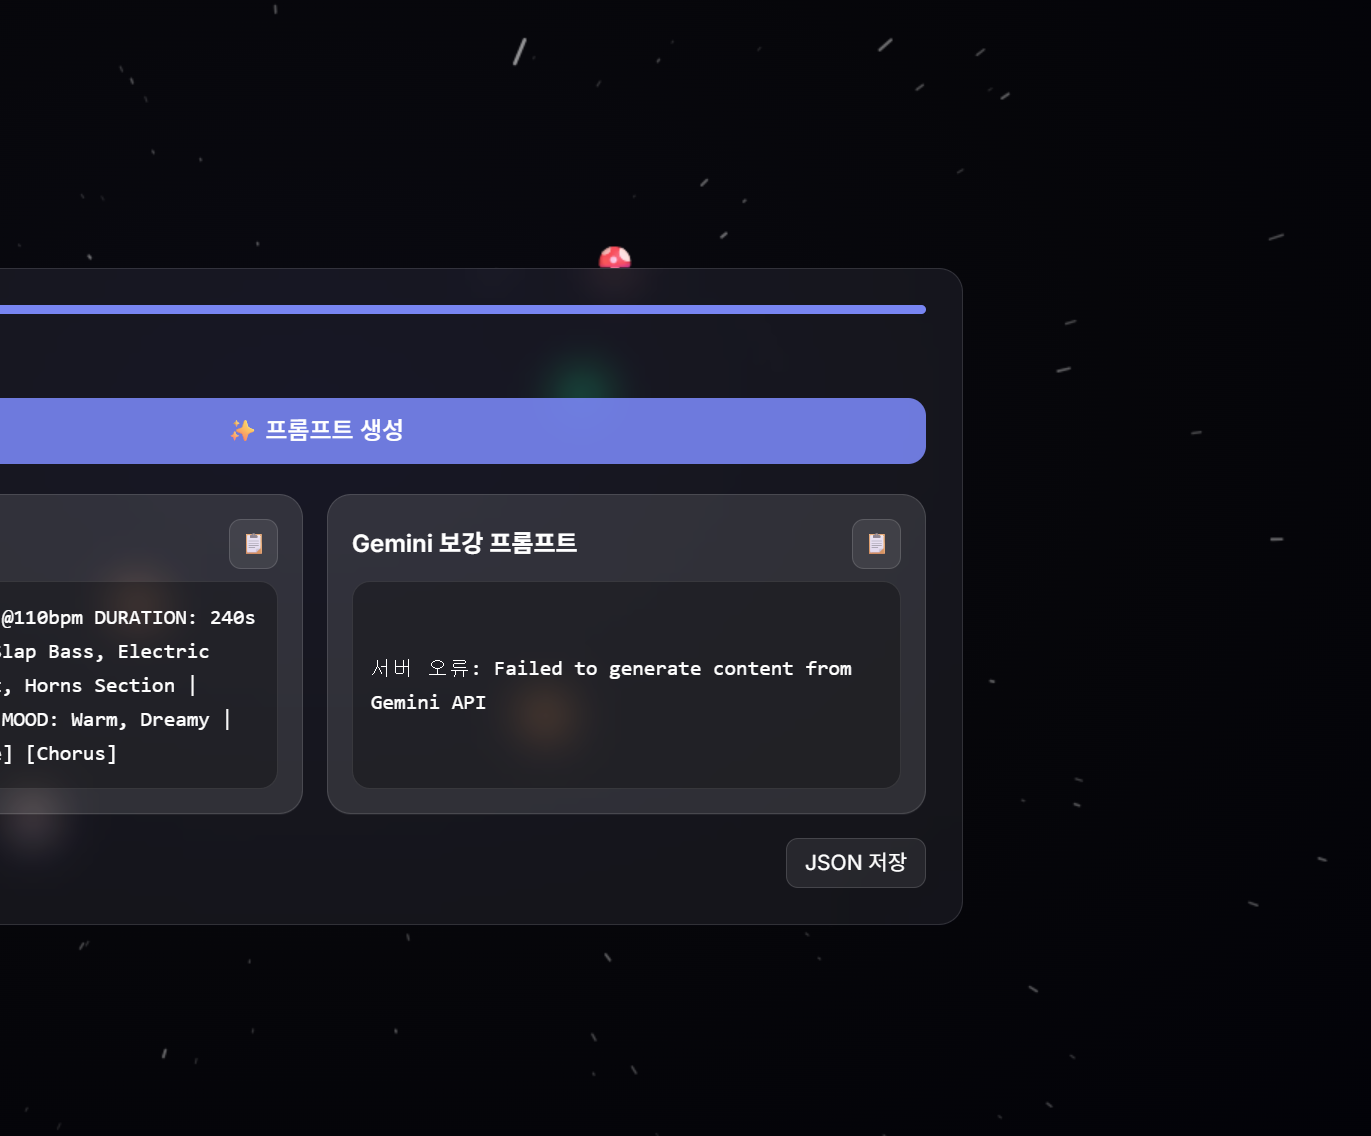 ✨ 프롬프트 생성
@110bpm DURATION: 240s
Slap Bass, Electric
, Horns Section |
MOOD: Warm, Dreamy |
] [Chorus]
Gemini 보강 프롬프트
서버 오류: Failed to generate content from
Gemini API
JSON 저장